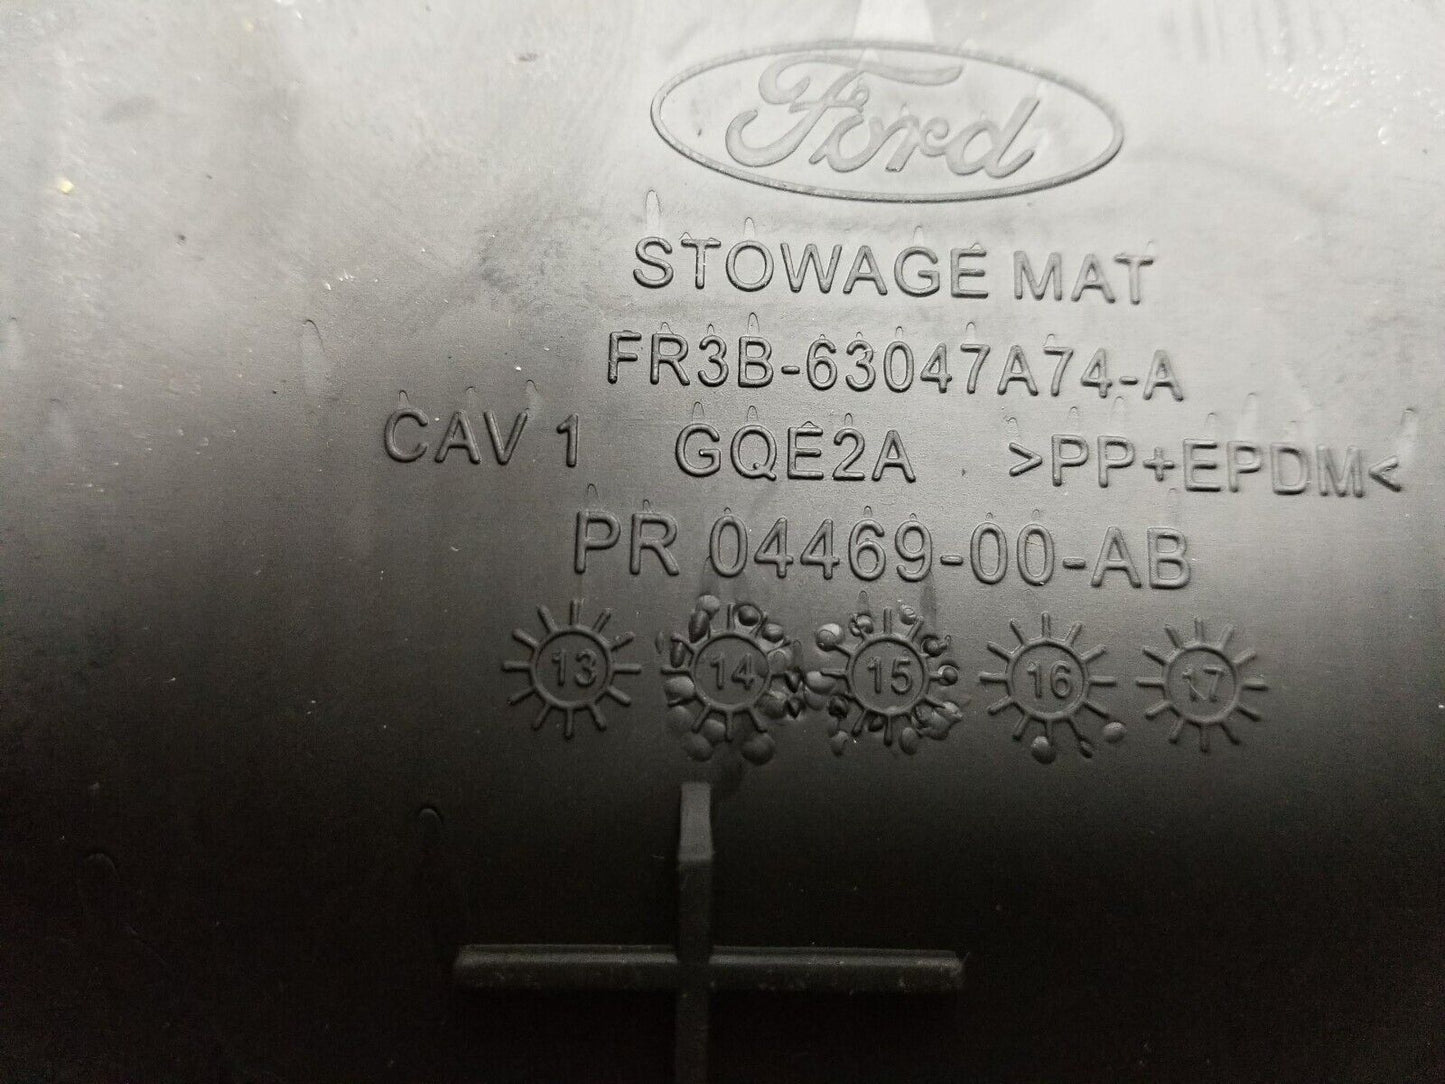 Ford
STOWAGE MAT
FR3B-63047A74-A
CAV 1 GQE2A >PP+EPDM<
PR 04469-00-AB
13 14 15 16 17